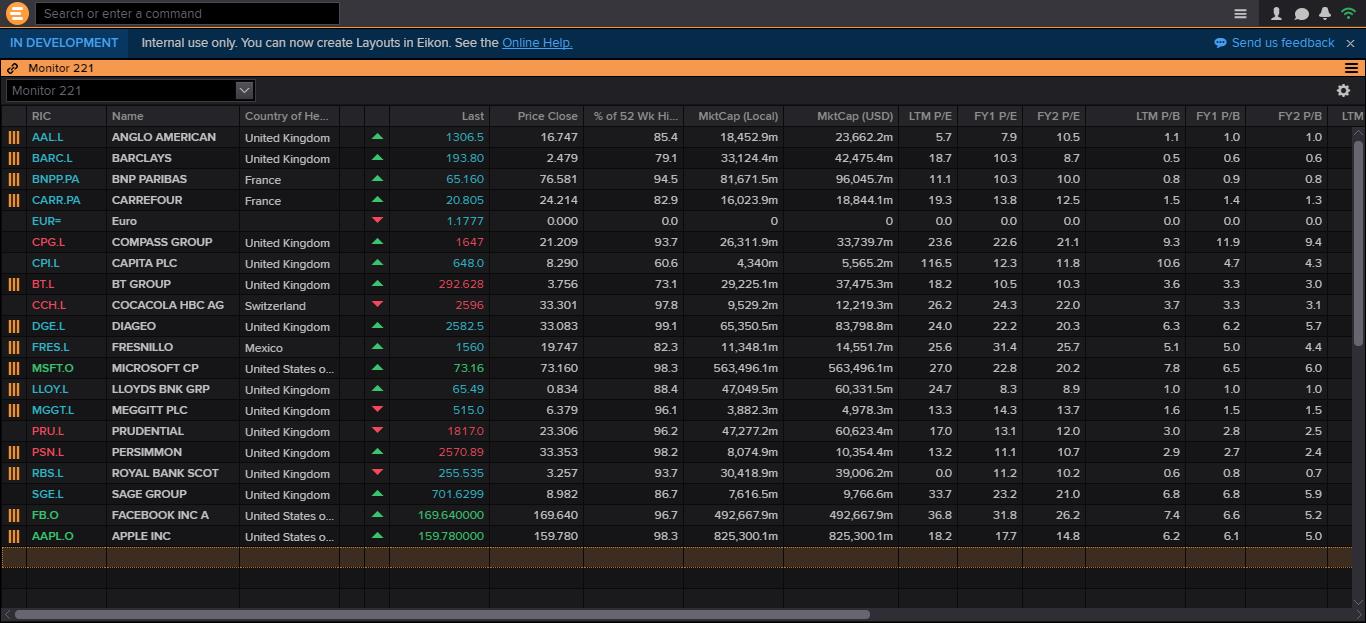 Search or enter a command
IN DEVELOPMENT Internal use only. You can now create Layouts in Eikon. See the Online Help. Send us feedback
Monitor 221
Monitor 221
RIC Name Country of He... Last Price Close % of 52 Wk Hi... MktCap (Local) MktCap (USD) LTM P/E FY1 P/E FY2 P/E LTM P/B FY1 P/B FY2 P/B LTM
AAL.L ANGLO AMERICAN United Kingdom 1306.5 16.747 85.4 18,452.9m 23,662.2m 5.7 7.9 10.5 1.1 1.0 1.0
BARC.L BARCLAYS United Kingdom 193.80 2.479 79.1 33,124.4m 42,475.4m 18.7 10.3 8.7 0.5 0.6 0.6
BNPP.PA BNP PARIBAS France 65.160 76.581 94.5 81,671.5m 96,045.7m 11.1 10.3 10.0 0.8 0.9 0.8
CARR.PA CARREFOUR France 20.805 24.214 82.9 16,023.9m 18,844.1m 19.3 13.8 12.5 1.5 1.4 1.3
EUR= Euro 1.1777 0.000 0.0 0 0 0.0 0.0 0.0 0.0 0.0 0.0
CPG.L COMPASS GROUP United Kingdom 1647 21.209 93.7 26,311.9m 33,739.7m 23.6 22.6 21.1 9.3 11.9 9.4
CPI.L CAPITA PLC United Kingdom 648.0 8.290 60.6 4,340m 5,565.2m 116.5 12.3 11.8 10.6 4.7 4.3
BT.L BT GROUP United Kingdom 292.628 3.756 73.1 29,225.1m 37,475.3m 18.2 10.5 10.3 3.6 3.3 3.0
CCH.L COCACOLA HBC AG Switzerland 2596 33.301 97.8 9,529.2m 12,219.3m 26.2 24.3 22.0 3.7 3.3 3.1
DGE.L DIAGEO United Kingdom 2582.5 33.083 99.1 65,350.5m 83,798.8m 24.0 22.2 20.3 6.3 6.2 5.7
FRES.L FRESNILLO Mexico 1560 19.747 82.3 11,348.1m 14,551.7m 25.6 31.4 25.7 5.1 5.0 4.4
MSFT.O MICROSOFT CP United States o... 73.16 73.160 98.3 563,496.1m 563,496.1m 27.0 22.8 20.2 7.8 6.5 6.0
LLOY.L LLOYDS BNK GRP United Kingdom 65.49 0.834 88.4 47,049.5m 60,331.5m 24.7 8.3 8.9 1.0 1.0 1.0
MGGT.L MEGGITT PLC United Kingdom 515.0 6.379 96.1 3,882.3m 4,978.3m 13.3 14.3 13.7 1.6 1.5 1.5
PRU.L PRUDENTIAL United Kingdom 1817.0 23.306 96.2 47,277.2m 60,623.4m 17.0 13.1 12.0 3.0 2.8 2.5
PSN.L PERSIMMON United Kingdom 2570.89 33.353 98.2 8,074.9m 10,354.4m 13.2 11.1 10.7 2.9 2.7 2.4
RBS.L ROYAL BANK SCOT United Kingdom 255.535 3.257 93.7 30,418.9m 39,006.2m 0.0 11.2 10.2 0.6 0.8 0.7
SGE.L SAGE GROUP United Kingdom 701.6299 8.982 86.7 7,616.5m 9,766.6m 33.7 23.2 21.0 6.8 6.8 5.9
FB.O FACEBOOK INC A United States o... 169.640000 169.640 96.7 492,667.9m 492,667.9m 36.8 31.8 26.2 7.4 6.6 5.2
AAPL.O APPLE INC United States o... 159.780000 159.780 98.3 825,300.1m 825,300.1m 18.2 17.7 14.8 6.2 6.1 5.0